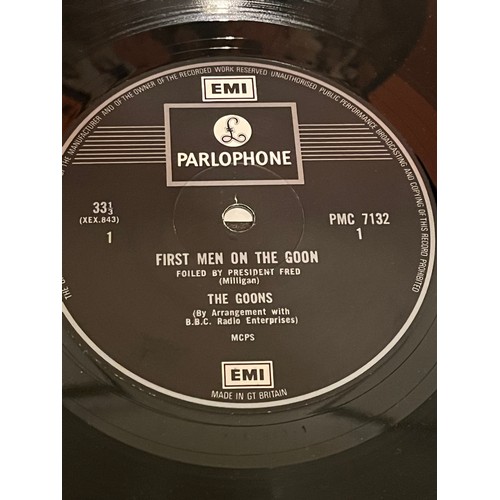 THE MANUFACTURER AND OF THE OWNER OF THE RECORDED WORK RESERVED UNAUTHORISED PUBLIC PERFORMANCE BROADCASTING AND COPYING OF THIS RECORD PROHIBITED
EMI
£
PARLOPHONE
33⅓
(XEX.843)
1
PMC 7132
1
FIRST MEN ON THE GOON
FOILED BY PRESIDENT FRED
(Milligan)
THE GOONS
(By Arrangement with
B.B.C. Radio Enterprises)
MCPS
EMI
MADE IN GT BRITAIN